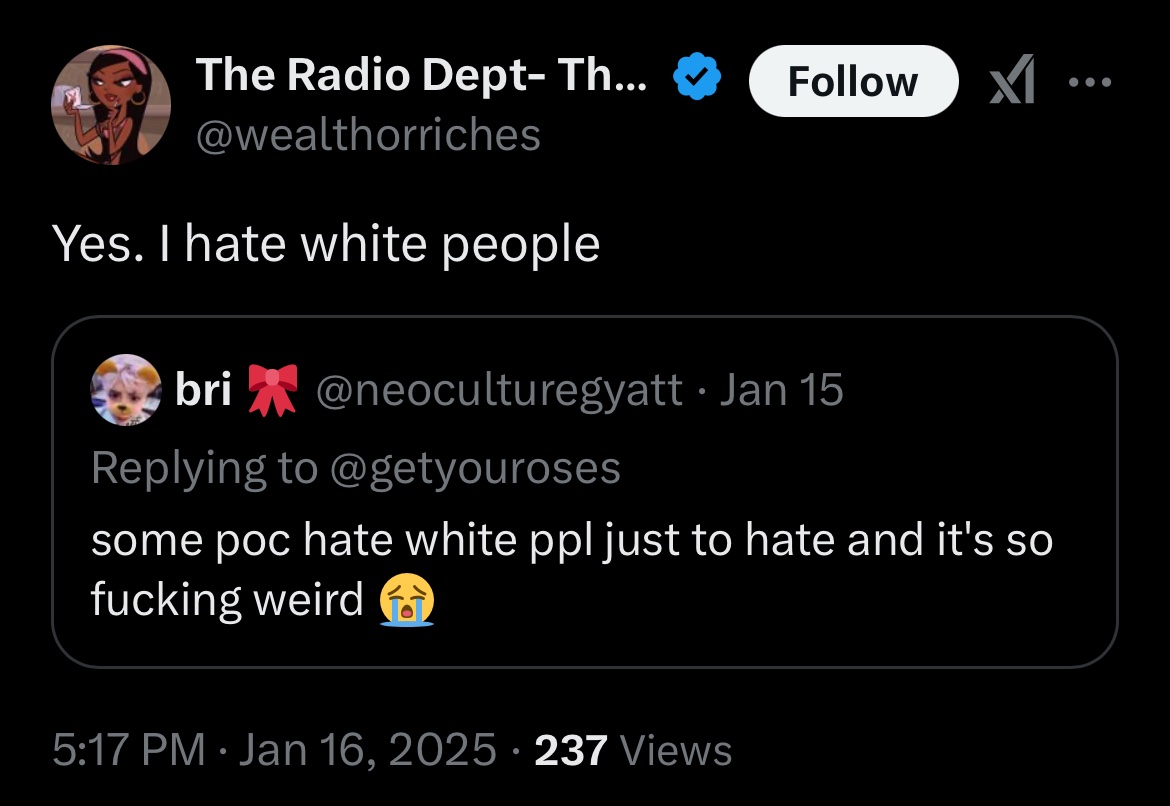 The Radio Dept- Th...
Follow
@wealthorriches
Yes. I hate white people
bri 🎀 @neoculturegyatt · Jan 15
Replying to @getyouroses
some poc hate white ppl just to hate and it's so
fucking weird 😭
5:17 PM · Jan 16, 2025 · 237 Views